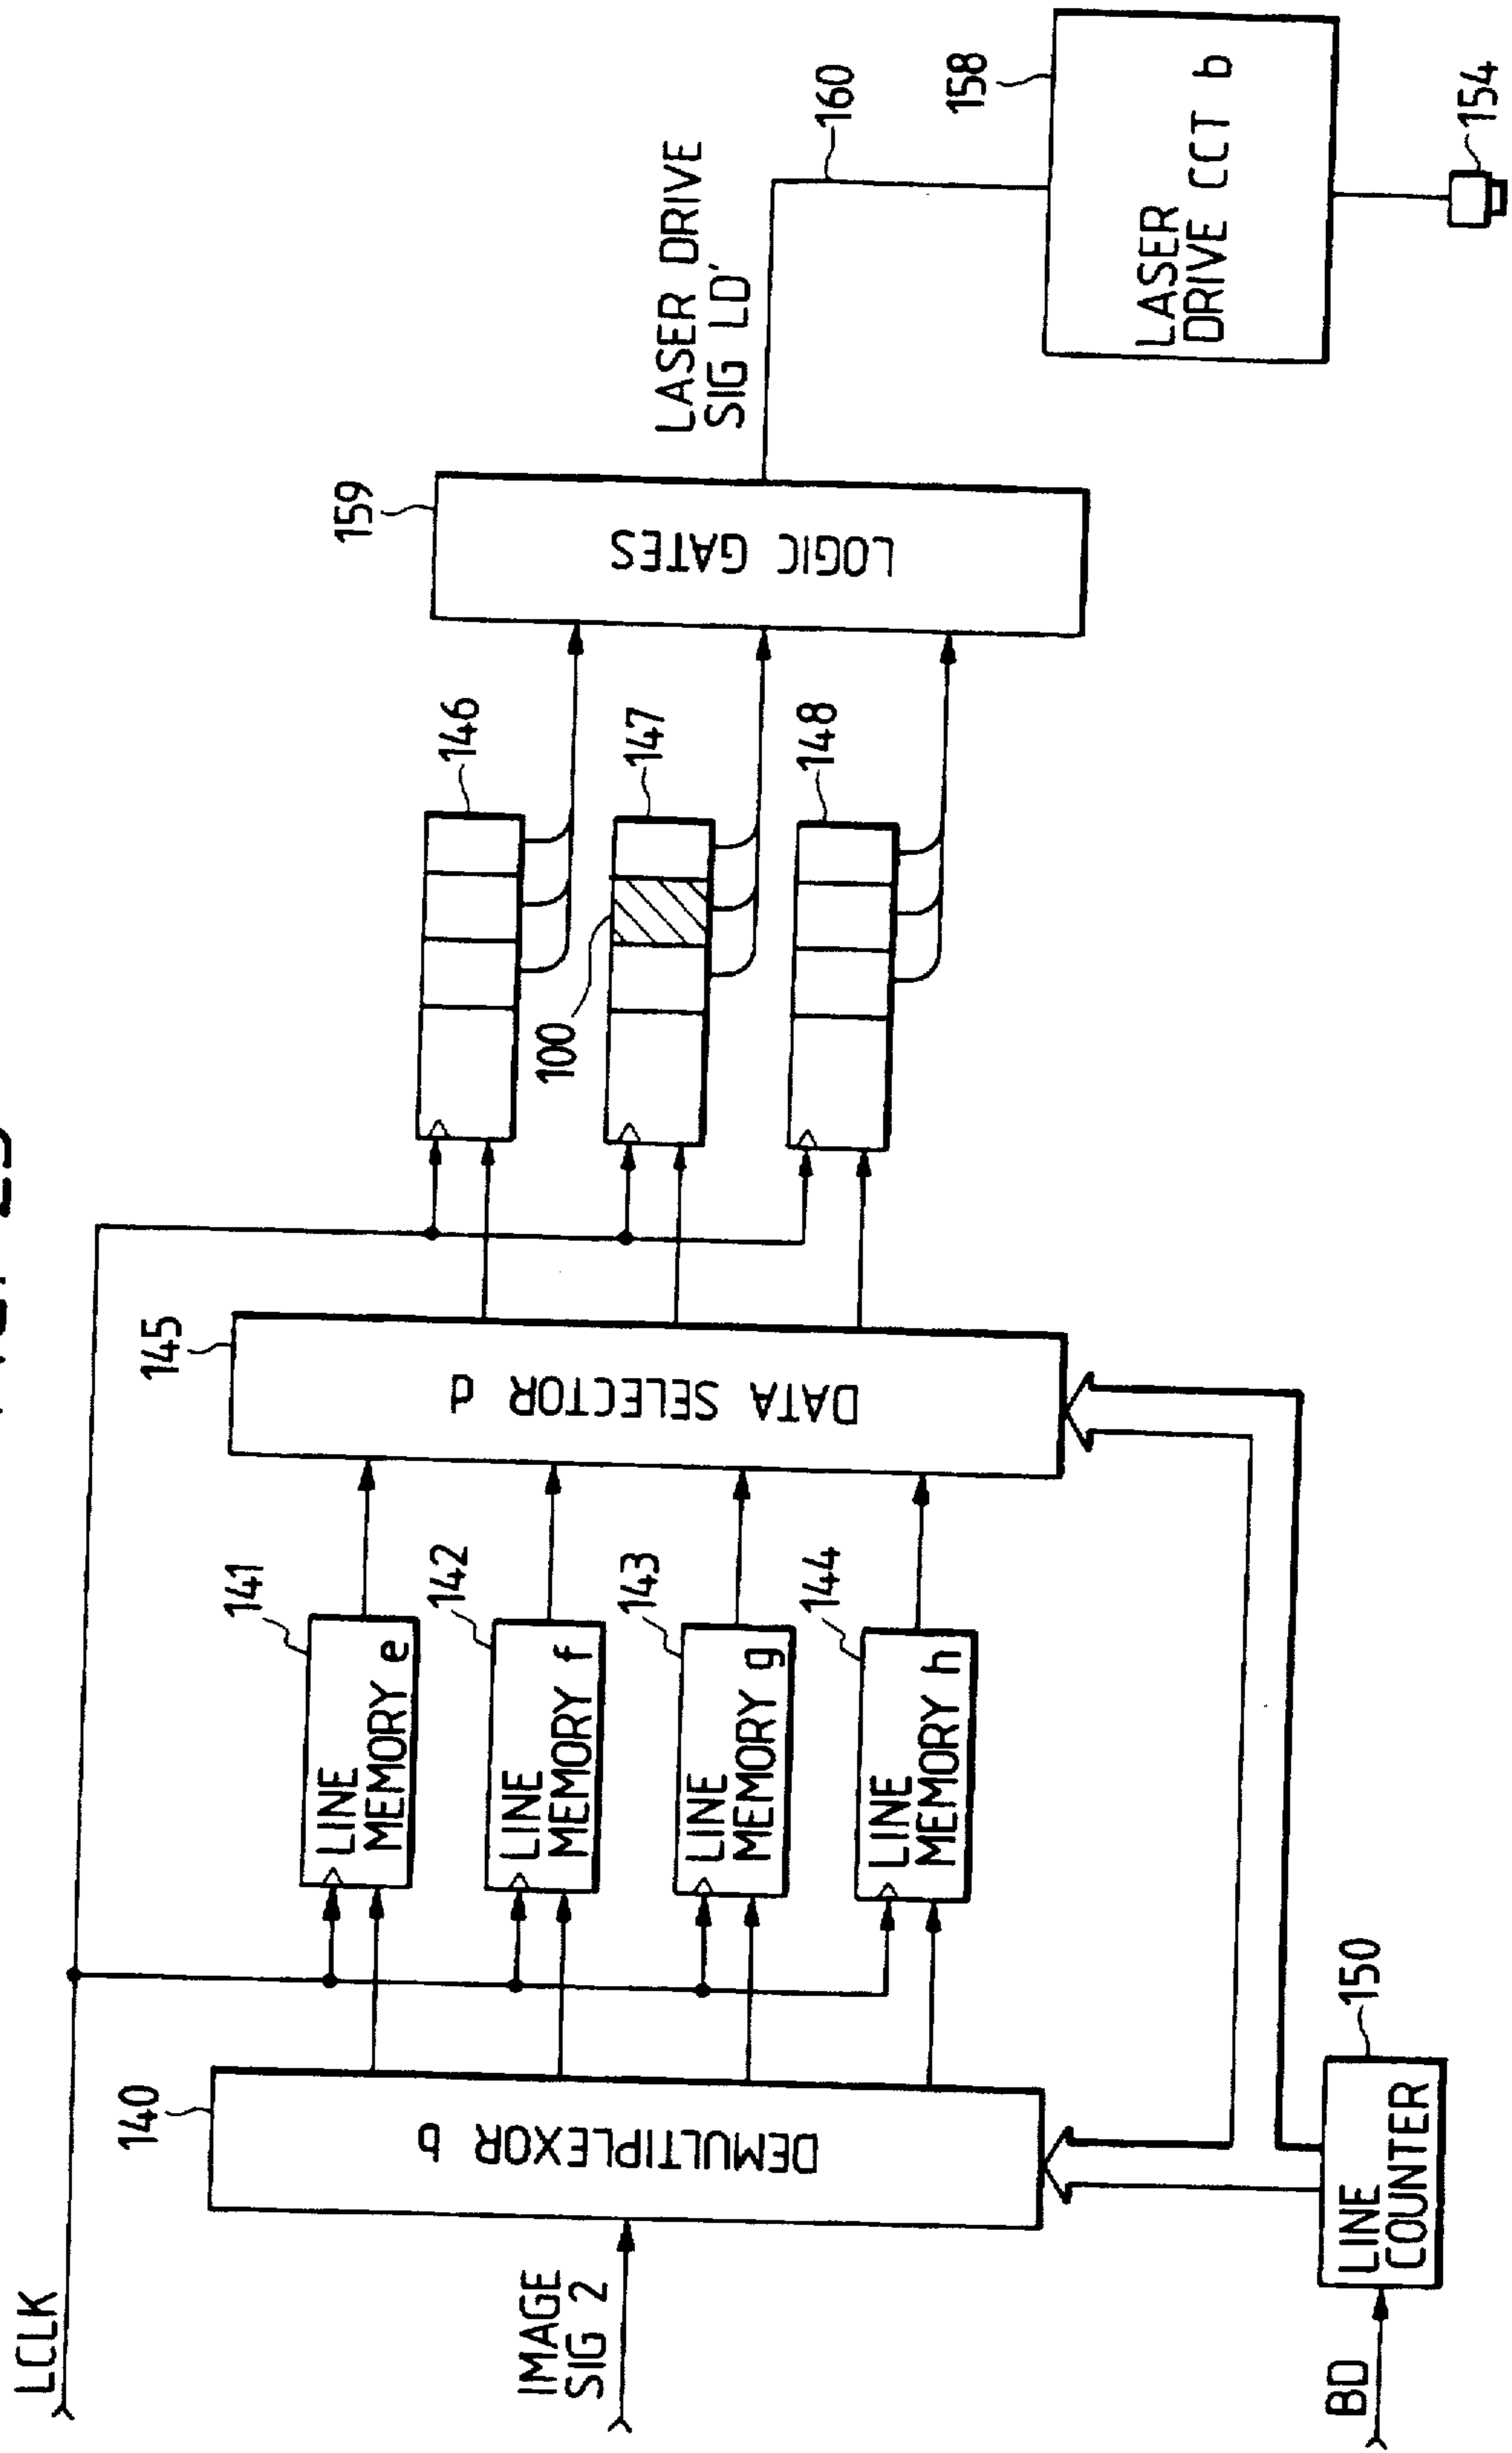 LCLK
IMAGE
SIG 2
BD
140
DEMULTIPLEXOR b
LINE
COUNTER
150
141
LINE
MEMORY e
142
LINE
MEMORY f
143
LINE
MEMORY g
144
LINE
MEMORY h
145
DATA SELECTOR d
146
100
147
148
159
LOGIC GATES
LASER DRIVE
SIG LD'
160
158
LASER
DRIVE CCT b
154